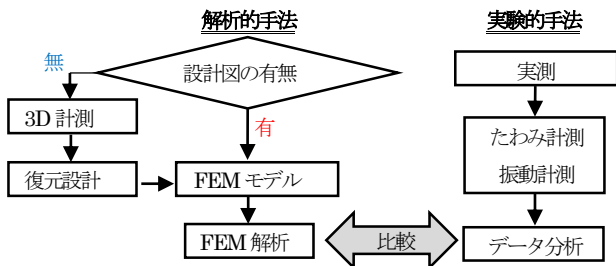 解析的手法
実験的手法
無
設計図の有無
実測
3D 計測
有
たわみ計測
振動計測
復元設計
FEM モデル
FEM 解析
比較
データ分析